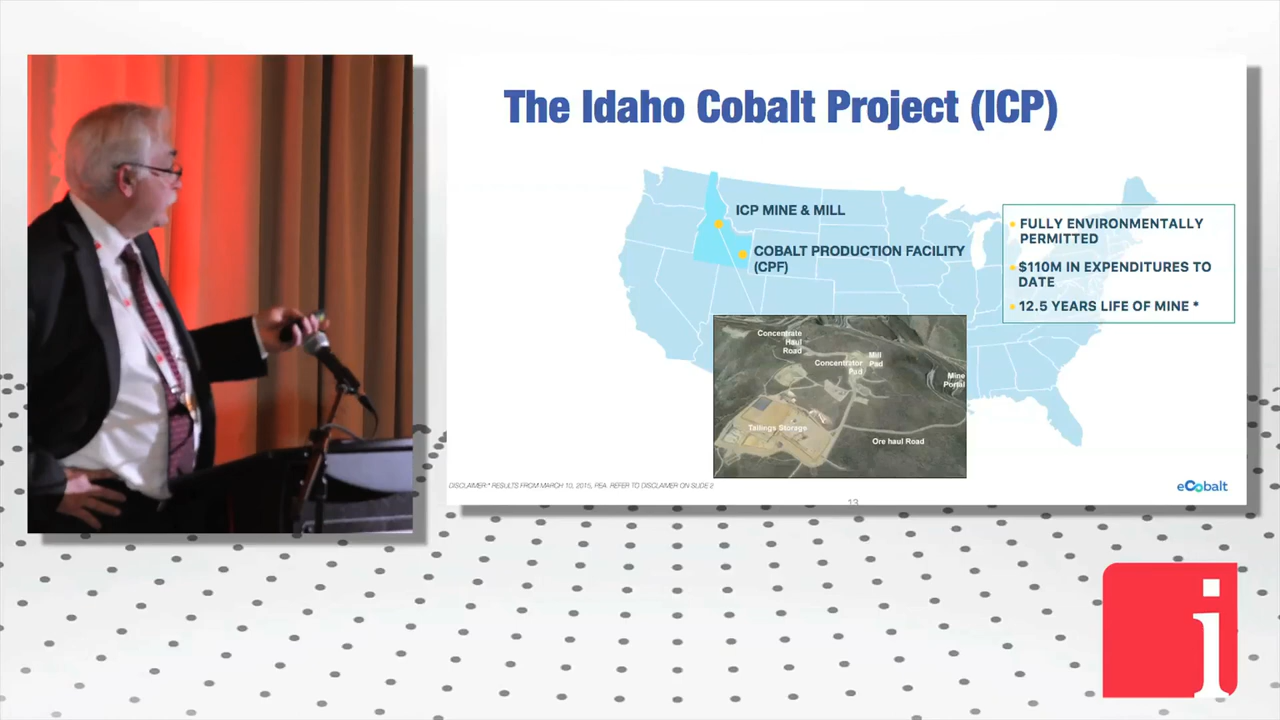 The Idaho Cobalt Project (ICP)
ICP MINE & MILL
COBALT PRODUCTION FACILITY
(CPF)
• FULLY ENVIRONMENTALLY
PERMITTED
• $110M IN EXPENDITURES TO
DATE
• 12.5 YEARS LIFE OF MINE *
Concentrate
Haul
Road
Mill
Pad
Concentrator
Pad
Mine
Portal
Tailings Storage
Ore haul Road
DISCLAIMER:* RESULTS FROM MARCH 10, 2015, PEA. REFER TO DISCLAIMER ON SLIDE 2
13
eCobalt
i